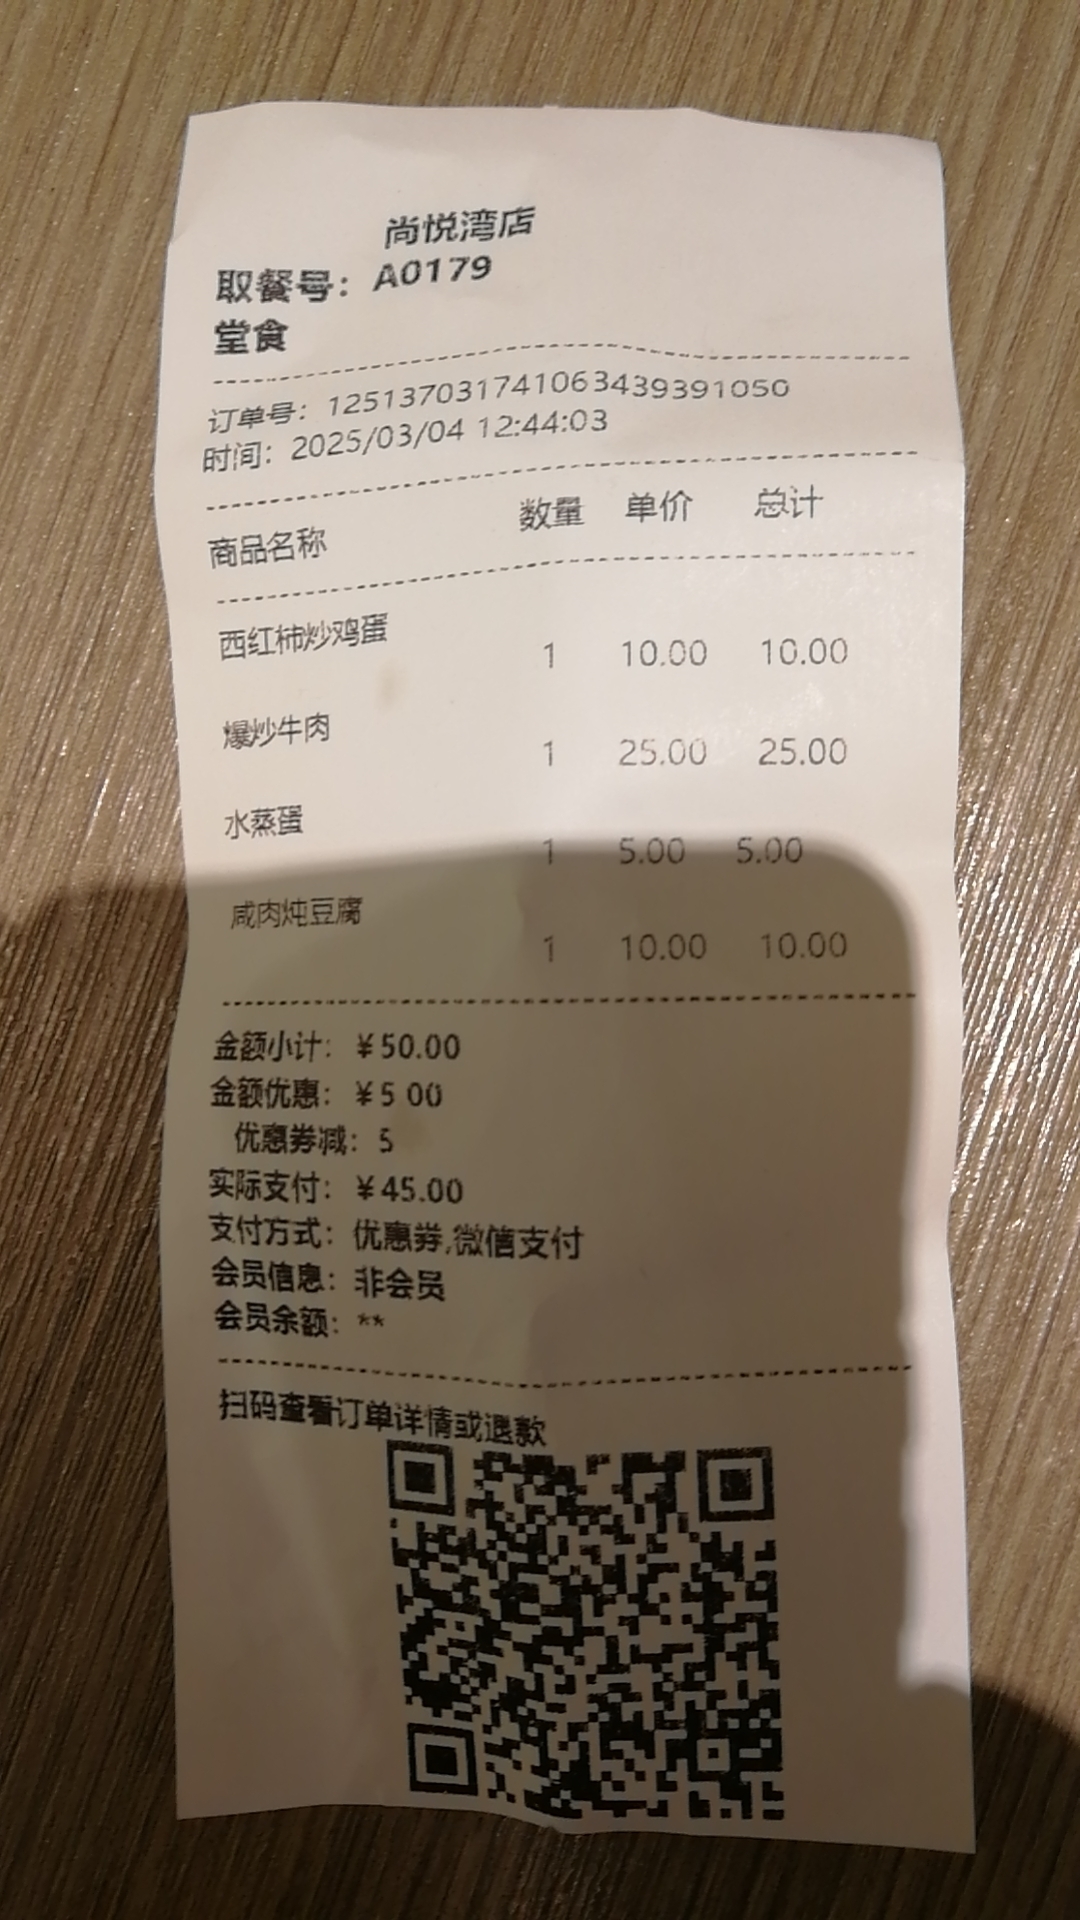 尚悦湾店
取餐号：A0179
堂食
订单号：125137031741063439391050
时间：2025/03/04 12:44:03
商品名称 数量 单价 总计
西红柿炒鸡蛋
1 10.00 10.00
爆炒牛肉
1 25.00 25.00
水蒸蛋
1 5.00 5.00
咸肉炖豆腐
1 10.00 10.00
金额小计：¥50.00
金额优惠：¥5 00
优惠券减：5
实际支付：¥45.00
支付方式：优惠券,微信支付
会员信息：非会员
会员余额：**
扫码查看订单详情或退款